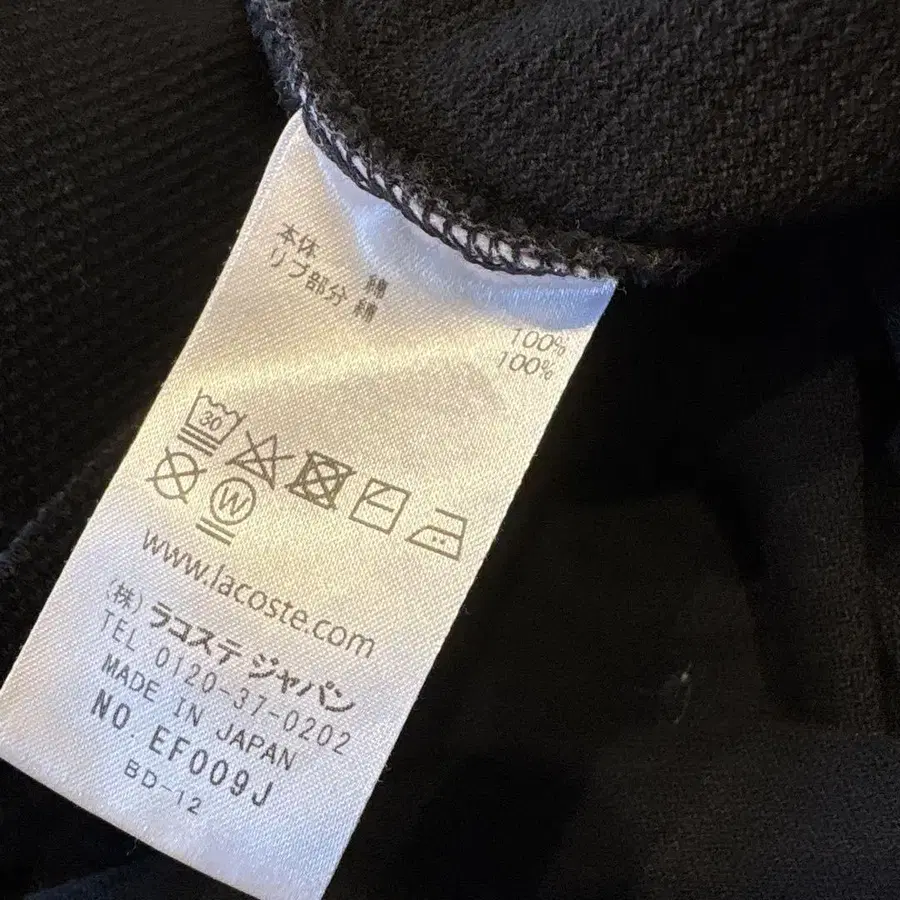 本体 綿 100%
リブ部分 綿 100%
30
W
www.lacoste.com
(株)ラコステ ジャパン
TEL 0120-37-0202
MADE IN JAPAN
NO. EF009J
BD-12